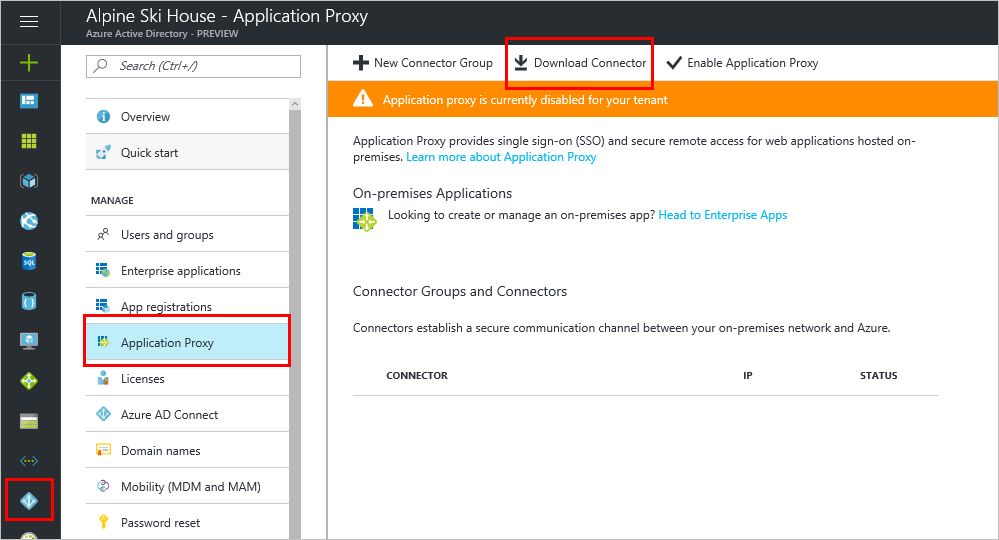 Alpine Ski House - Application Proxy
Azure Active Directory - PREVIEW
Search (Ctrl+/)
Overview
Quick start
MANAGE
Users and groups
Enterprise applications
App registrations
Application Proxy
Licenses
Azure AD Connect
Domain names
Mobility (MDM and MAM)
Password reset
SQL
New Connector Group
Download Connector
Enable Application Proxy
Application proxy is currently disabled for your tenant
Application Proxy provides single sign-on (SSO) and secure remote access for web applications hosted on-
premises. Learn more about Application Proxy
On-premises Applications
Looking to create or manage an on-premises app? Head to Enterprise Apps
Connector Groups and Connectors
Connectors establish a secure communication channel between your on-premises network and Azure.
CONNECTOR IP STATUS